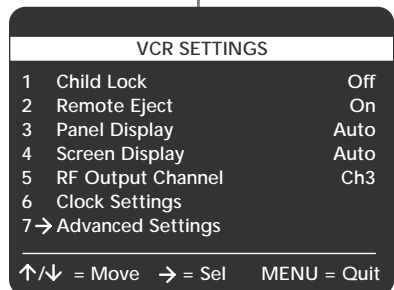 VCR SETTINGS
1 Child Lock Off
2 Remote Eject On
3 Panel Display Auto
4 Screen Display Auto
5 RF Output Channel Ch3
6 Clock Settings
7→ Advanced Settings
↑/↓ = Move → = Sel MENU = Quit